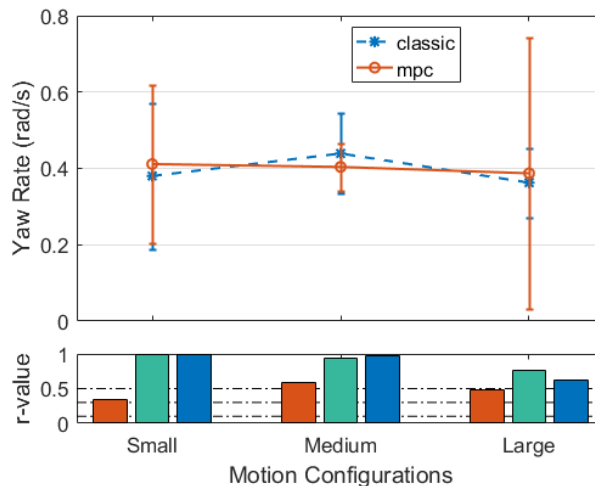 0.8
0.6
0.4
0.2
0
Yaw Rate (rad/s)
classic
mpc
1
0.5
0
r-value
Small Medium Large
Motion Configurations